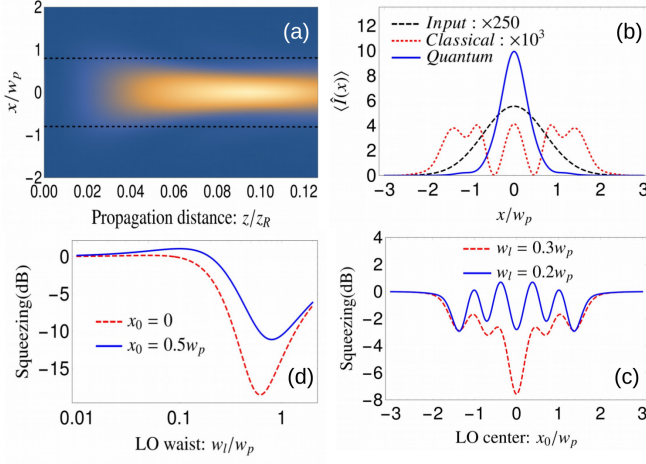 (a)
x/w_p
2
1
0
-1
-2
0.00 0.02 0.04 0.06 0.08 0.10 0.12
Propagation distance: z/z_R
(b)
Input : ×250
Classical : ×10³
Quantum
⟨Î(x)⟩
12
10
8
6
4
2
0
-3 -2 -1 0 1 2 3
x/w_p
(d)
Squeezing(dB)
0
-5
-10
-15
x₀ = 0
x₀ = 0.5w_p
0.01 0.1 1
LO waist: w_l/w_p
(c)
Squeezing(dB)
4
2
0
-2
-4
-6
-8
w_l = 0.3w_p
w_l = 0.2w_p
-3 -2 -1 0 1 2 3
LO center: x₀/w_p